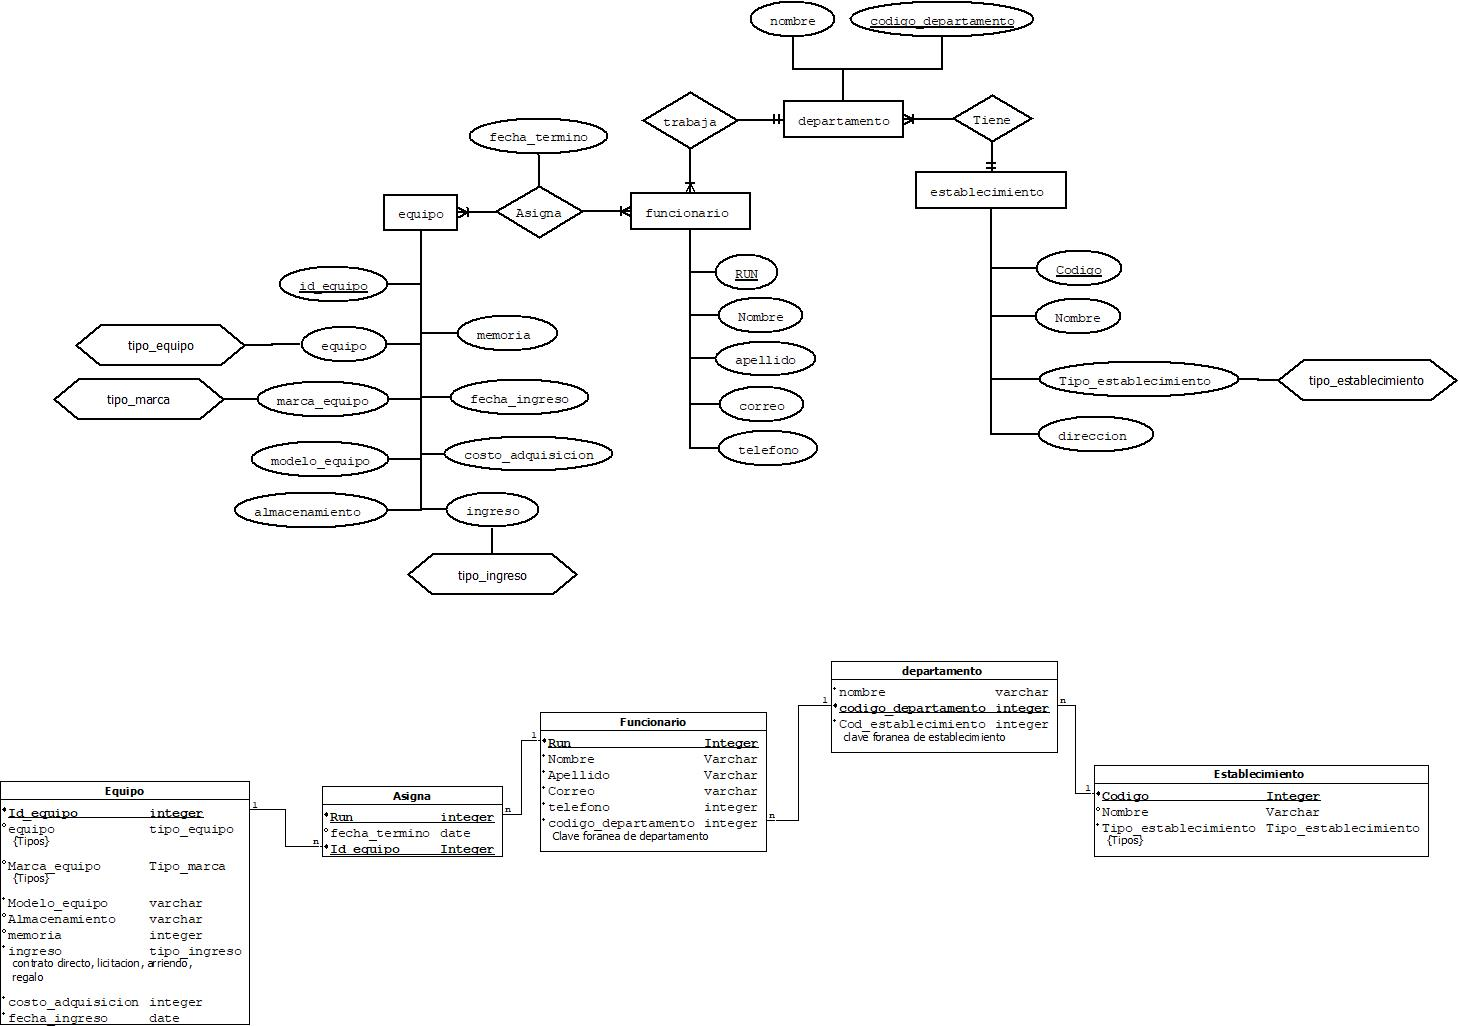 nombre
codigo_departamento
trabaja
departamento
Tiene
fecha_termino
establecimiento
equipo
Asigna
funcionario
id_equipo
RUN
Codigo
tipo_equipo
equipo
memoria
Nombre
Nombre
tipo_marca
marca_equipo
fecha_ingreso
apellido
Tipo_establecimiento
tipo_establecimiento
modelo_equipo
costo_adquisicion
correo
direccion
almacenamiento
ingreso
telefono
tipo_ingreso
departamento
nombre varchar
codigo_departamento integer
Cod_establecimiento integer
clave foranea de establecimiento
1
n
Funcionario
Run Integer
Nombre Varchar
Apellido Varchar
Correo varchar
telefono integer
codigo_departamento integer
Clave foranea de departamento
1
n
Establecimiento
Codigo Integer
Nombre Varchar
Tipo_establecimiento Tipo_establecimiento
{Tipos}
1
Asigna
Run integer
fecha_termino date
Id_equipo Integer
n
n
Equipo
Id_equipo integer
equipo tipo_equipo
{Tipos}
Marca_equipo Tipo_marca
{Tipos}
Modelo_equipo varchar
Almacenamiento varchar
memoria integer
ingreso tipo_ingreso
contrato directo, licitacion, arriendo,
regalo
costo_adquisicion integer
fecha_ingreso date
1